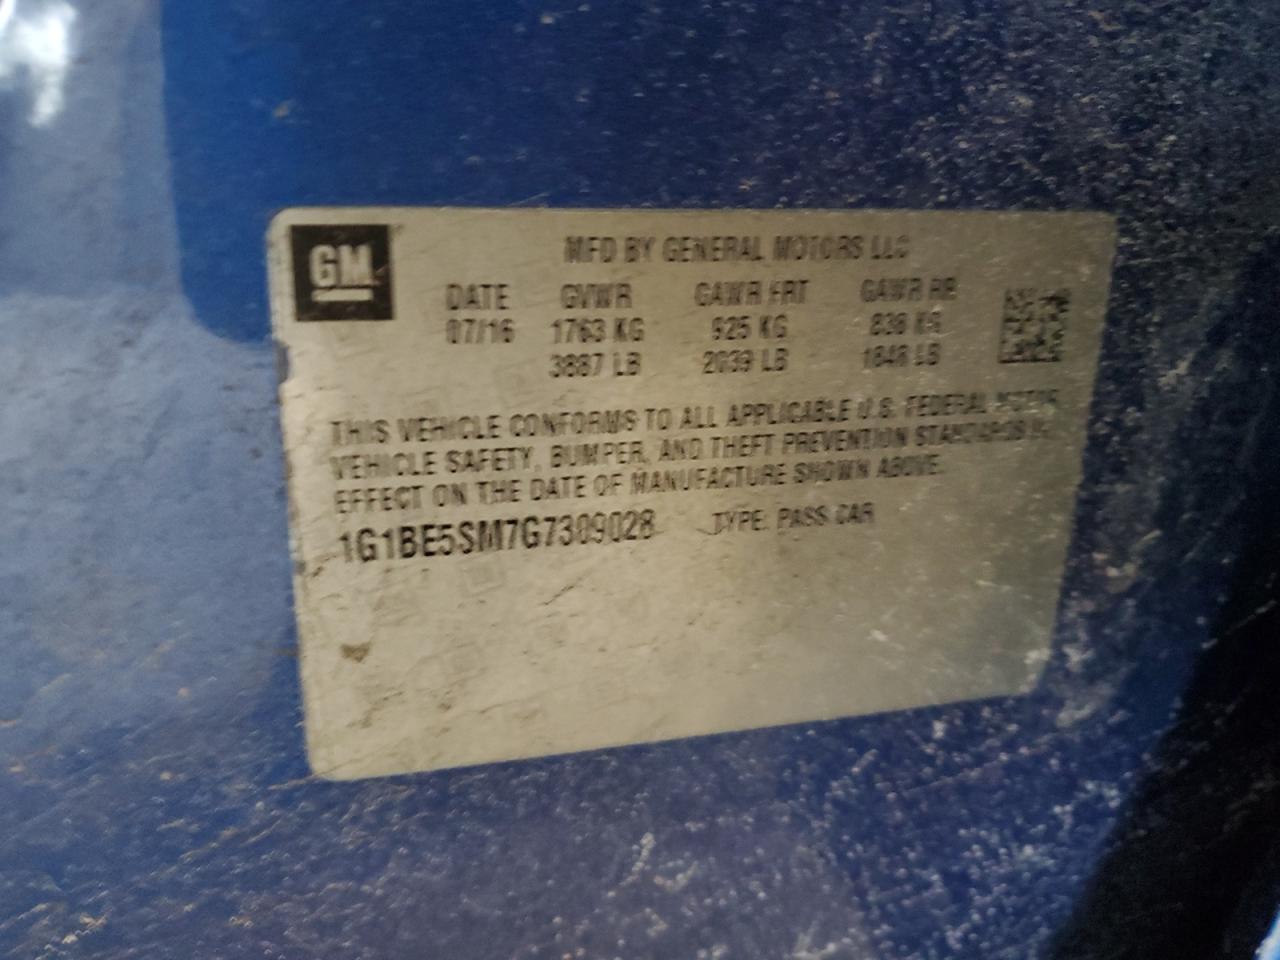 GM
MFD BY GENERAL MOTORS LLC
DATE GVWR GAWR FRT GAWR RR
07/16 1763 KG 925 KG 838 KG
3887 LB 2039 LB 1848 LB
THIS VEHICLE CONFORMS TO ALL APPLICABLE U.S. FEDERAL MOTOR
VEHICLE SAFETY, BUMPER, AND THEFT PREVENTION STANDARDS IN
EFFECT ON THE DATE OF MANUFACTURE SHOWN ABOVE.
1G1BE5SM7G7309028 TYPE: PASS CAR